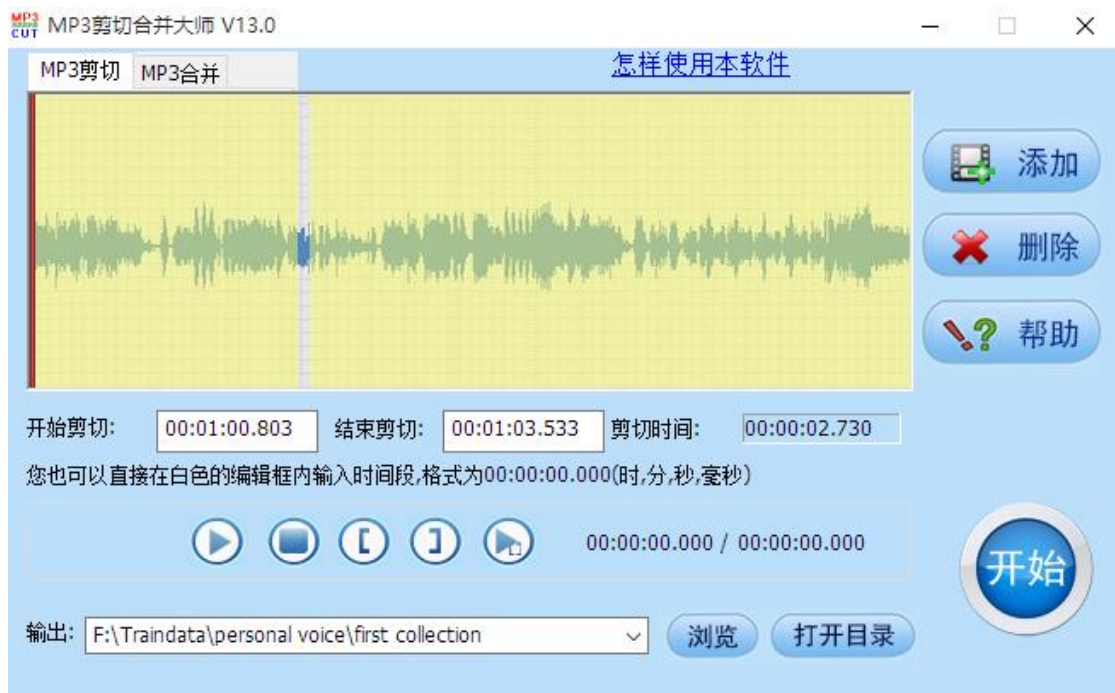 MP3
CUT
MP3剪切合并大师 V13.0
MP3剪切 MP3合并 怎样使用本软件
添加
删除
帮助
开始剪切: 00:01:00.803 结束剪切: 00:01:03.533 剪切时间: 00:00:02.730
您也可以直接在白色的编辑框内输入时间段,格式为00:00:00.000(时,分,秒,毫秒)
00:00:00.000 / 00:00:00.000
开始
输出: F:\Traindata\personal voice\first collection 浏览 打开目录